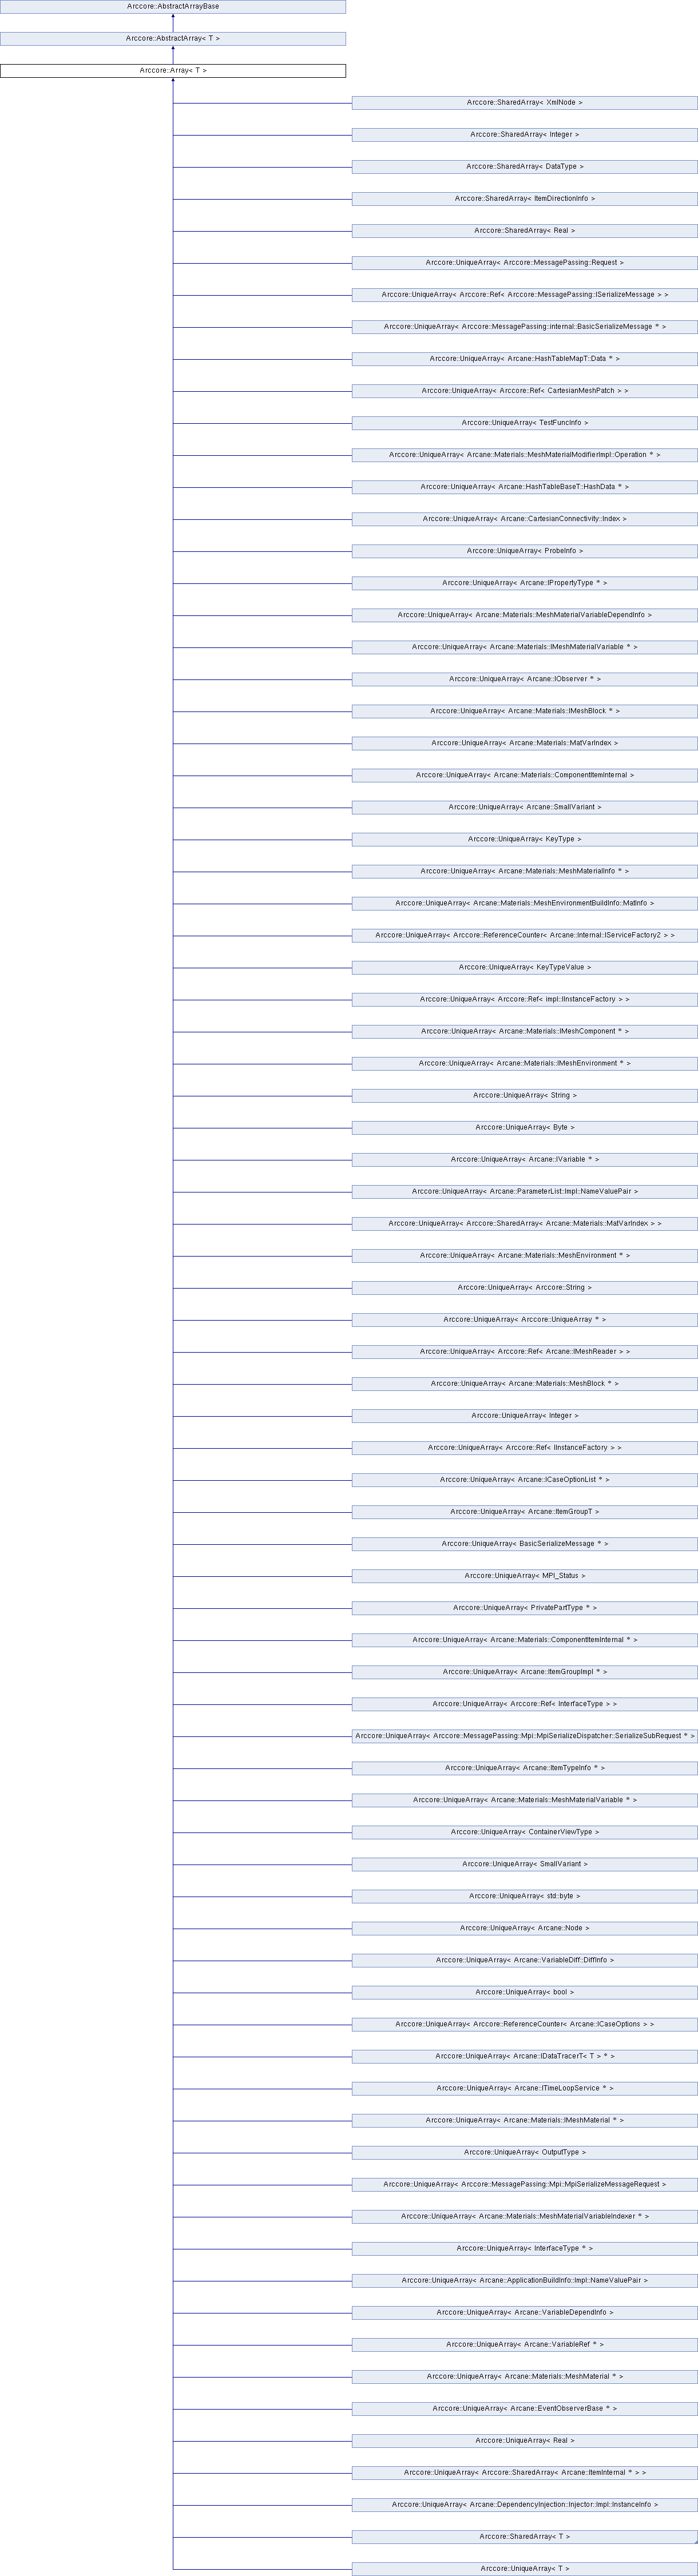 Arccore::AbstractArrayBase
Arccore::AbstractArray< T >
Arccore::Array< T >
Arccore::SharedArray< XmlNode >
Arccore::SharedArray< Integer >
Arccore::SharedArray< DataType >
Arccore::SharedArray< ItemDirectionInfo >
Arccore::SharedArray< Real >
Arccore::UniqueArray< Arccore::MessagePassing::Request >
Arccore::UniqueArray< Arccore::Ref< Arccore::MessagePassing::ISerializeMessage > >
Arccore::UniqueArray< Arccore::MessagePassing::internal::BasicSerializeMessage * >
Arccore::UniqueArray< Arcane::HashTableMapT::Data * >
Arccore::UniqueArray< Arccore::Ref< CartesianMeshPatch > >
Arccore::UniqueArray< TestFuncInfo >
Arccore::UniqueArray< Arcane::Materials::MeshMaterialModifierImpl::Operation * >
Arccore::UniqueArray< Arcane::HashTableBaseT::HashData * >
Arccore::UniqueArray< Arcane::CartesianConnectivity::Index >
Arccore::UniqueArray< ProbeInfo >
Arccore::UniqueArray< Arcane::IPropertyType * >
Arccore::UniqueArray< Arcane::Materials::MeshMaterialVariableDependInfo >
Arccore::UniqueArray< Arcane::Materials::IMeshMaterialVariable * >
Arccore::UniqueArray< Arcane::IObserver * >
Arccore::UniqueArray< Arcane::Materials::IMeshBlock * >
Arccore::UniqueArray< Arcane::Materials::MatVarIndex >
Arccore::UniqueArray< Arcane::Materials::ComponentItemInternal >
Arccore::UniqueArray< Arcane::SmallVariant >
Arccore::UniqueArray< KeyType >
Arccore::UniqueArray< Arcane::Materials::MeshMaterialInfo * >
Arccore::UniqueArray< Arcane::Materials::MeshEnvironmentBuildInfo::MatInfo >
Arccore::UniqueArray< Arccore::ReferenceCounter< Arcane::Internal::IServiceFactory2 > >
Arccore::UniqueArray< KeyTypeValue >
Arccore::UniqueArray< Arccore::Ref< impl::IInstanceFactory > >
Arccore::UniqueArray< Arcane::Materials::IMeshComponent * >
Arccore::UniqueArray< Arcane::Materials::IMeshEnvironment * >
Arccore::UniqueArray< String >
Arccore::UniqueArray< Byte >
Arccore::UniqueArray< Arcane::IVariable * >
Arccore::UniqueArray< Arcane::ParameterList::Impl::NameValuePair >
Arccore::UniqueArray< Arccore::SharedArray< Arcane::Materials::MatVarIndex > >
Arccore::UniqueArray< Arcane::Materials::MeshEnvironment * >
Arccore::UniqueArray< Arccore::String >
Arccore::UniqueArray< Arccore::UniqueArray * >
Arccore::UniqueArray< Arccore::Ref< Arcane::IMeshReader > >
Arccore::UniqueArray< Arcane::Materials::MeshBlock * >
Arccore::UniqueArray< Integer >
Arccore::UniqueArray< Arccore::Ref< IInstanceFactory > >
Arccore::UniqueArray< Arcane::ICaseOptionList * >
Arccore::UniqueArray< Arcane::ItemGroupT >
Arccore::UniqueArray< BasicSerializeMessage * >
Arccore::UniqueArray< MPI_Status >
Arccore::UniqueArray< PrivatePartType * >
Arccore::UniqueArray< Arcane::Materials::ComponentItemInternal * >
Arccore::UniqueArray< Arcane::ItemGroupImpl * >
Arccore::UniqueArray< Arccore::Ref< InterfaceType > >
Arccore::UniqueArray< Arccore::MessagePassing::Mpi::MpiSerializeDispatcher::SerializeSubRequest * >
Arccore::UniqueArray< Arcane::ItemTypeInfo * >
Arccore::UniqueArray< Arcane::Materials::MeshMaterialVariable * >
Arccore::UniqueArray< ContainerViewType >
Arccore::UniqueArray< SmallVariant >
Arccore::UniqueArray< std::byte >
Arccore::UniqueArray< Arcane::Node >
Arccore::UniqueArray< Arcane::VariableDiff::DiffInfo >
Arccore::UniqueArray< bool >
Arccore::UniqueArray< Arccore::ReferenceCounter< Arcane::ICaseOptions > >
Arccore::UniqueArray< Arcane::IDataTracerT< T > * >
Arccore::UniqueArray< Arcane::ITimeLoopService * >
Arccore::UniqueArray< Arcane::Materials::IMeshMaterial * >
Arccore::UniqueArray< OutputType >
Arccore::UniqueArray< Arccore::MessagePassing::Mpi::MpiSerializeMessageRequest >
Arccore::UniqueArray< Arcane::Materials::MeshMaterialVariableIndexer * >
Arccore::UniqueArray< InterfaceType * >
Arccore::UniqueArray< Arcane::ApplicationBuildInfo::Impl::NameValuePair >
Arccore::UniqueArray< Arcane::VariableDependInfo >
Arccore::UniqueArray< Arcane::VariableRef * >
Arccore::UniqueArray< Arcane::Materials::MeshMaterial * >
Arccore::UniqueArray< Arcane::EventObserverBase * >
Arccore::UniqueArray< Real >
Arccore::UniqueArray< Arccore::SharedArray< Arcane::ItemInternal * > >
Arccore::UniqueArray< Arcane::DependencyInjection::Injector::Impl::InstanceInfo >
Arccore::SharedArray< T >
Arccore::UniqueArray< T >